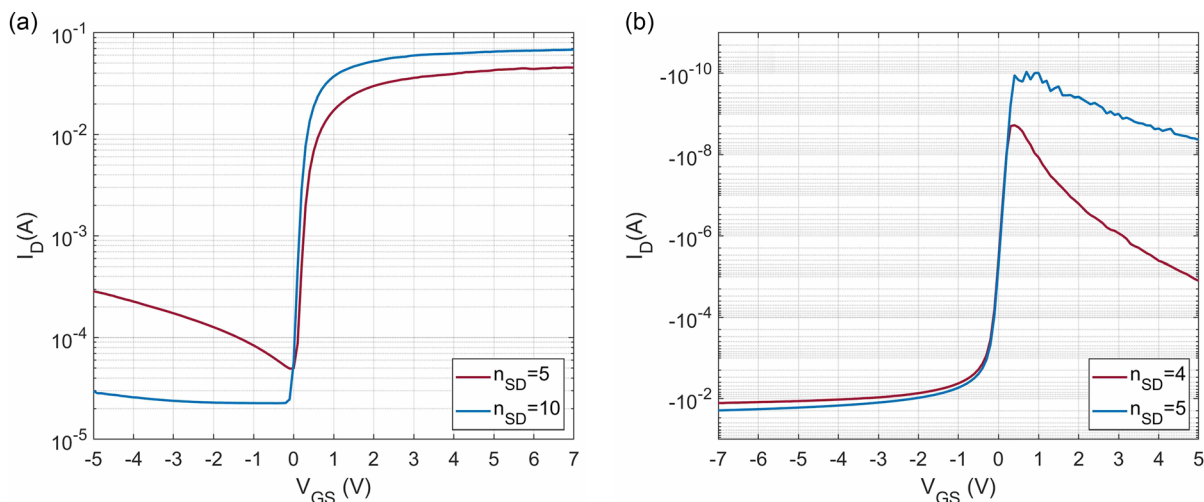 (a)
I_D(A)
10^-1
10^-2
10^-3
10^-4
10^-5
-5 -4 -3 -2 -1 0 1 2 3 4 5 6 7
V_GS (V)
n_SD=5
n_SD=10
(b)
I_D(A)
-10^-10
-10^-8
-10^-6
-10^-4
-10^-2
-7 -6 -5 -4 -3 -2 -1 0 1 2 3 4 5
V_GS (V)
n_SD=4
n_SD=5